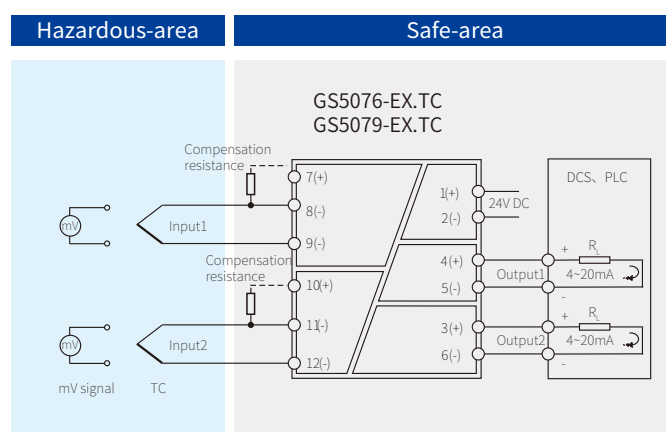 Hazardous-area
Safe-area
GS5076-EX.TC
GS5079-EX.TC
Compensation
resistance
7(+)
8(-)
9(-)
Input1
mV
1(+)
2(-)
24V DC
DCS、PLC
4(+)
5(-)
Output1
+
RL
4~20mA
-
Compensation
resistance
10(+)
11(-)
12(-)
Input2
mV
3(+)
6(-)
Output2
+
RL
4~20mA
-
mV signal
TC